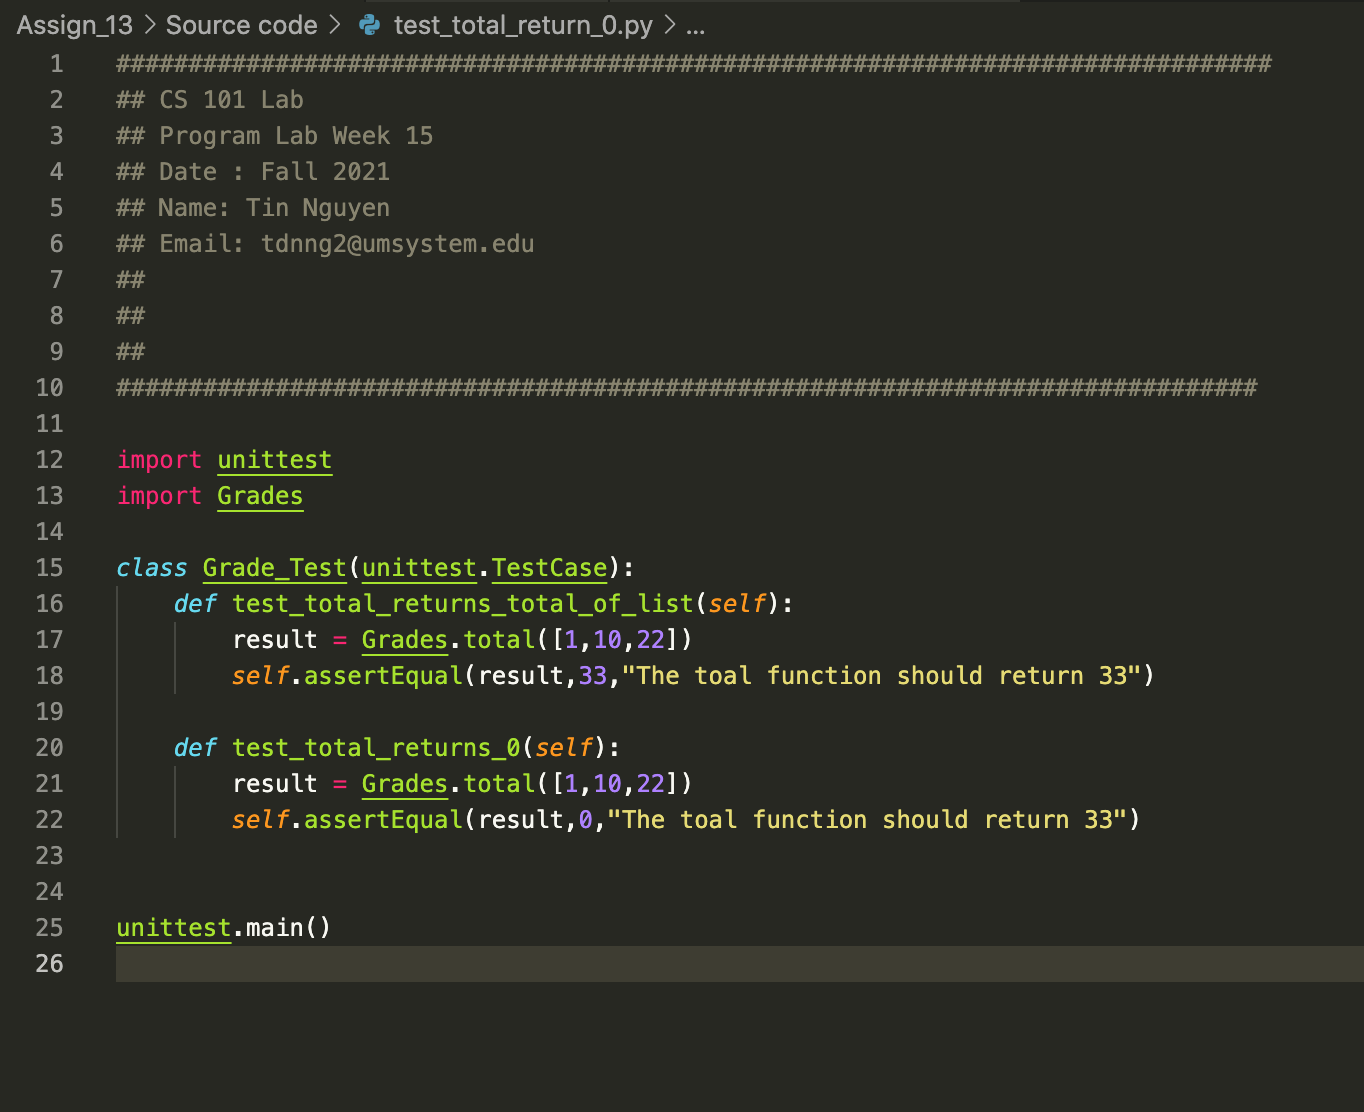 Assign_13 > Source code > test_total_return_0.py > ...
1 ################################################################################
2 ## CS 101 Lab
3 ## Program Lab Week 15
4 ## Date : Fall 2021
5 ## Name: Tin Nguyen
6 ## Email: tdnng2@umsystem.edu
7 ##
8 ##
9 ##
10 ###############################################################################
11
12 import unittest
13 import Grades
14
15 class Grade_Test(unittest.TestCase):
16     def test_total_returns_total_of_list(self):
17         result = Grades.total([1,10,22])
18         self.assertEqual(result,33,"The toal function should return 33")
19
20     def test_total_returns_0(self):
21         result = Grades.total([1,10,22])
22         self.assertEqual(result,0,"The toal function should return 33")
23
24
25 unittest.main()
26